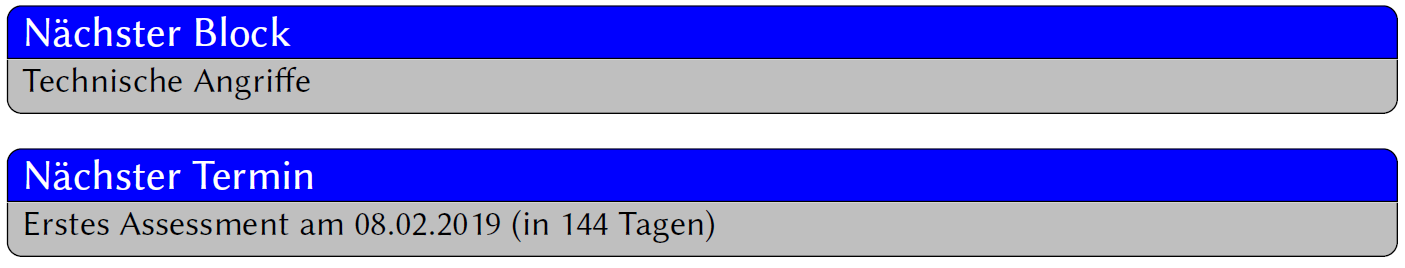 Nächster Block
Technische Angriffe
Nächster Termin
Erstes Assessment am 08.02.2019 (in 144 Tagen)